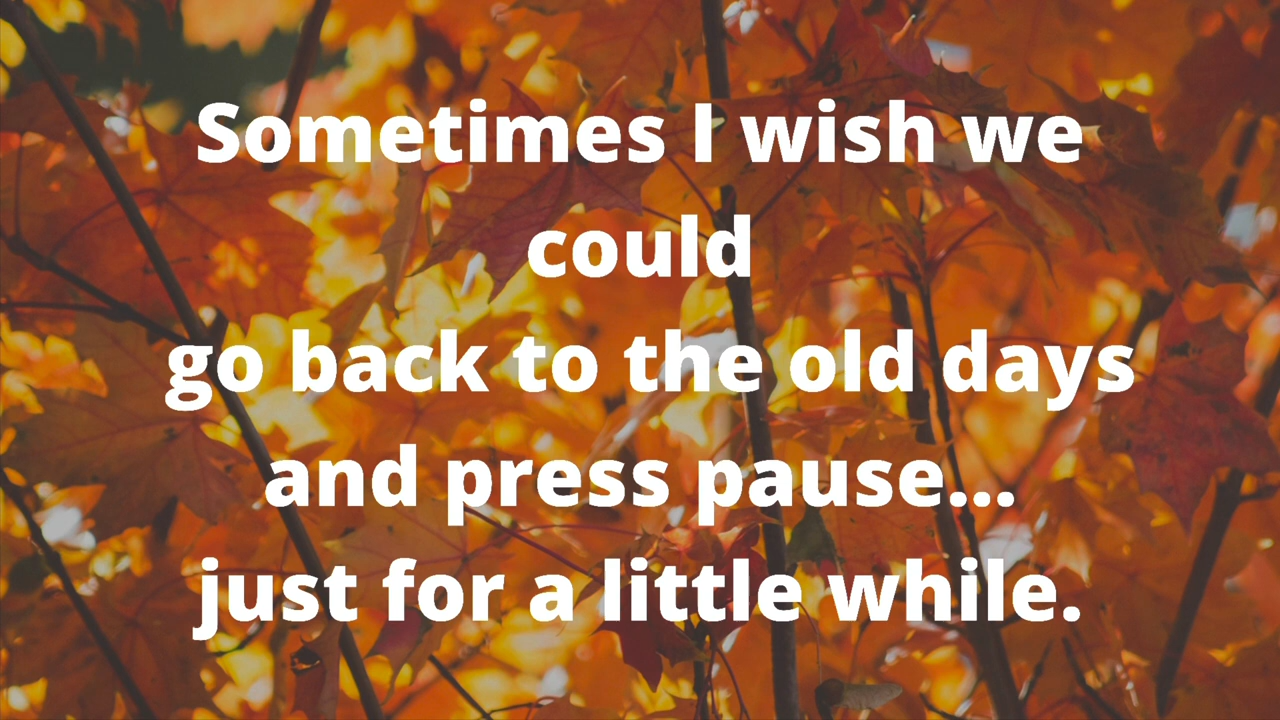 Sometimes I wish we
could
go back to the old days
and press pause...
just for a little while.